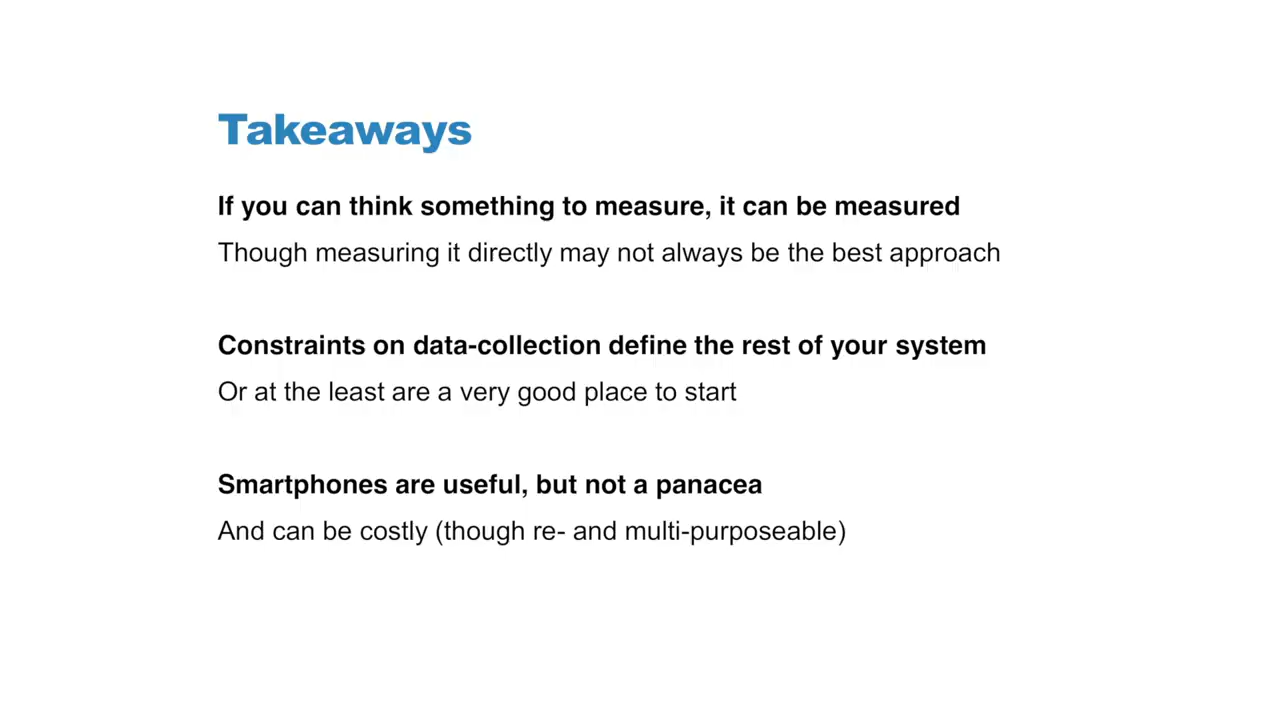 Takeaways
If you can think something to measure, it can be measured
Though measuring it directly may not always be the best approach
Constraints on data-collection define the rest of your system
Or at the least are a very good place to start
Smartphones are useful, but not a panacea
And can be costly (though re- and multi-purposeable)